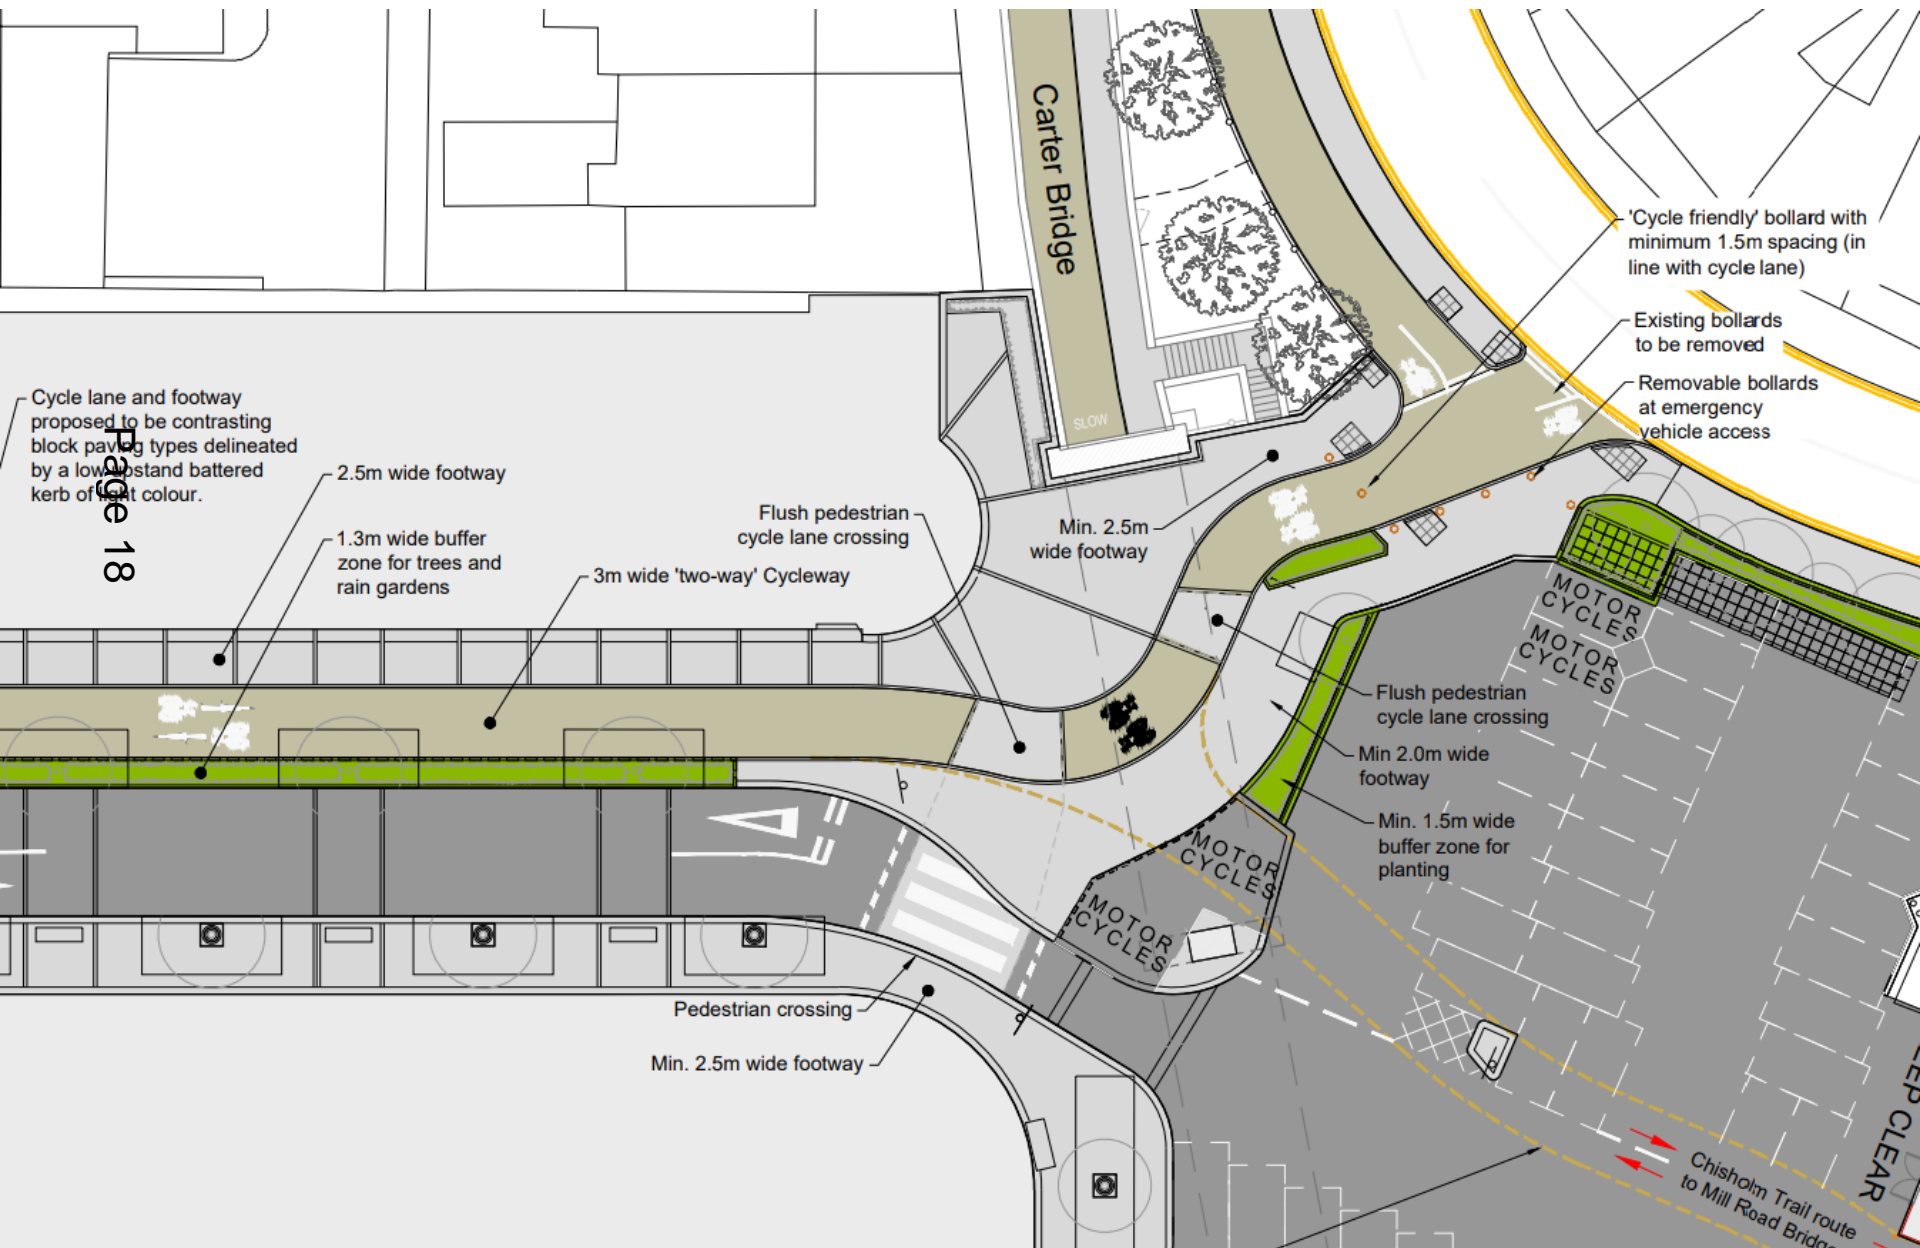 Carter Bridge
SLOW
'Cycle friendly' bollard with
minimum 1.5m spacing (in
line with cycle lane)
Existing bollards
to be removed
Removable bollards
at emergency
vehicle access
Cycle lane and footway
proposed to be contrasting
block paving types delineated
by a low upstand battered
kerb of light colour.
Page 18
2.5m wide footway
1.3m wide buffer
zone for trees and
rain gardens
Flush pedestrian
cycle lane crossing
3m wide 'two-way' Cycleway
Min. 2.5m
wide footway
MOTOR
CYCLES
MOTOR
CYCLES
Flush pedestrian
cycle lane crossing
Min 2.0m wide
footway
Min. 1.5m wide
buffer zone for
planting
MOTOR
CYCLES
MOTOR
CYCLES
Pedestrian crossing
Min. 2.5m wide footway
CLEAR
Chisholm Trail route
to Mill Road Bridge